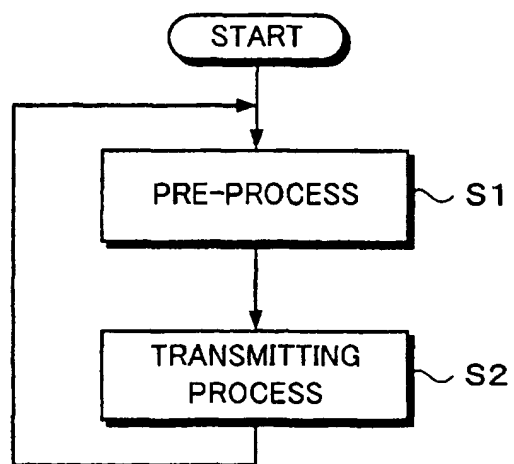 START
PRE-PROCESS
S1
TRANSMITTING
PROCESS
S2